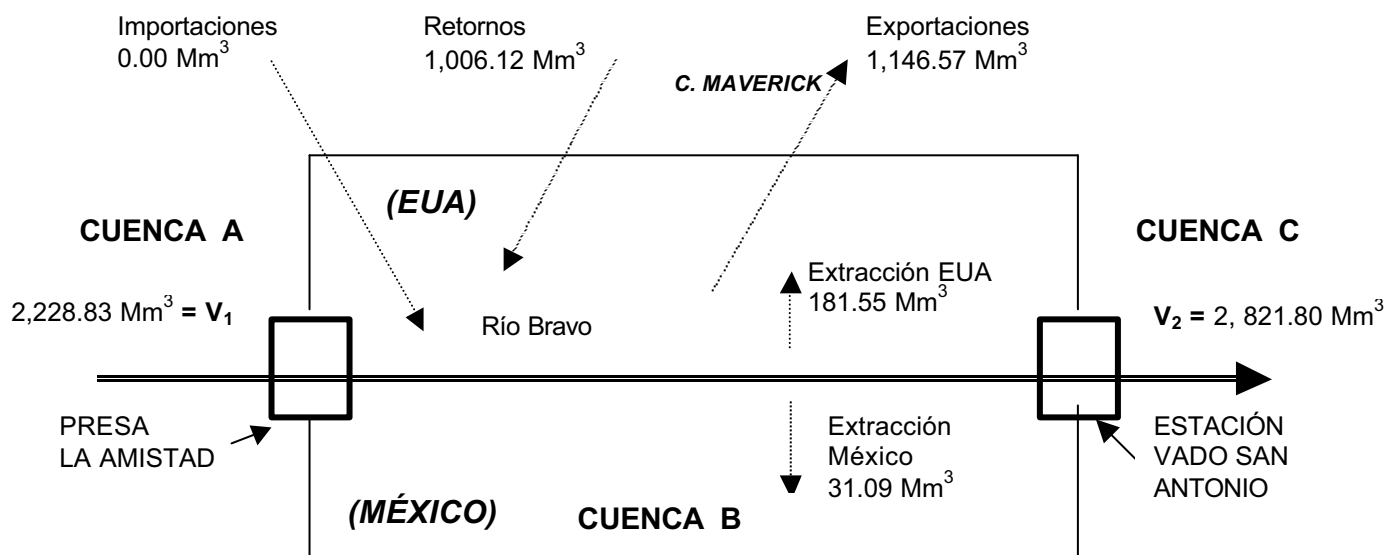 Importaciones
0.00 Mm³
Retornos
1,006.12 Mm³
Exportaciones
1,146.57 Mm³
C. MAVERICK
(EUA)
CUENCA A
CUENCA C
2,228.83 Mm³ = V₁
Río Bravo
Extracción EUA
181.55 Mm³
V₂ = 2, 821.80 Mm³
PRESA
LA AMISTAD
Extracción
México
31.09 Mm³
ESTACIÓN
VADO SAN
ANTONIO
(MÉXICO)
CUENCA B